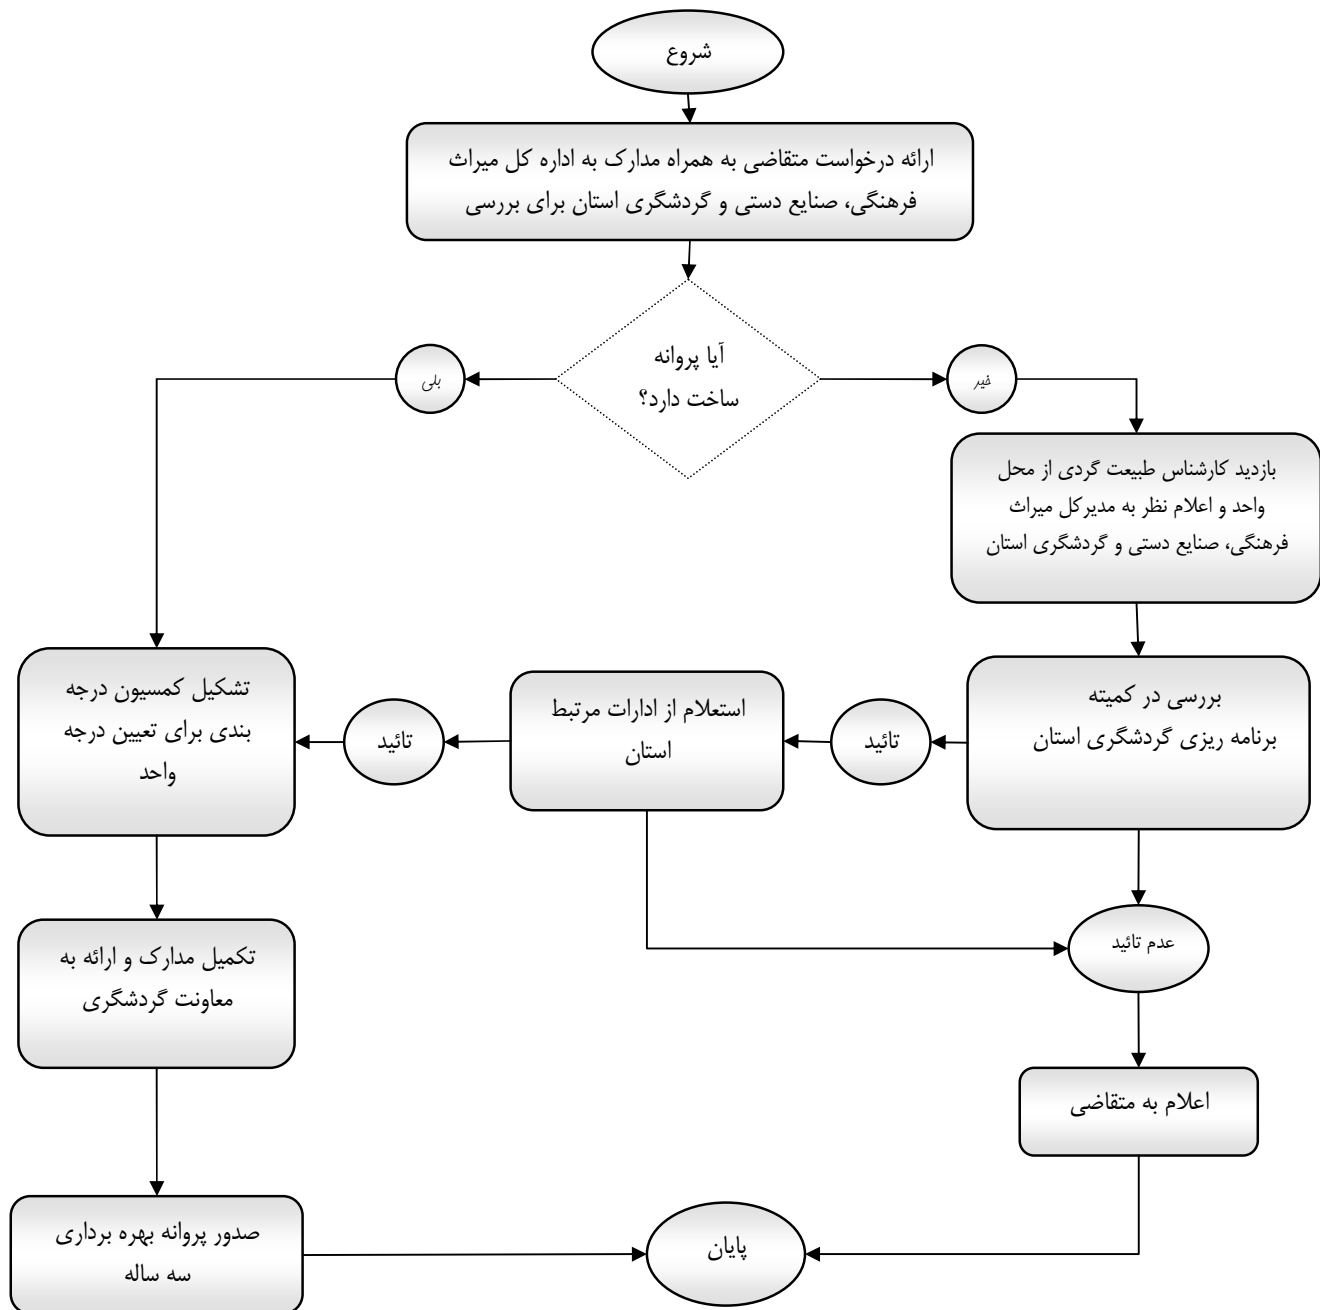 شروع
ارائه درخواست متقاضی به همراه مدارک به اداره کل میراث
فرهنگی، صنایع دستی و گردشگری استان برای بررسی
آیا پروانه
ساخت دارد؟
خیر
بلی
بازدید کارشناس طبیعت گردی از محل
واحد و اعلام نظر به مدیرکل میراث
فرهنگی، صنایع دستی و گردشگری استان
بررسی در کمیته
برنامه ریزی گردشگری استان
تائید
استعلام از ادارات مرتبط
استان
تائید
تشکیل کمسیون درجه
بندی برای تعیین درجه
واحد
عدم تائید
تکمیل مدارک و ارائه به
معاونت گردشگری
اعلام به متقاضی
صدور پروانه بهره برداری
سه ساله
پایان